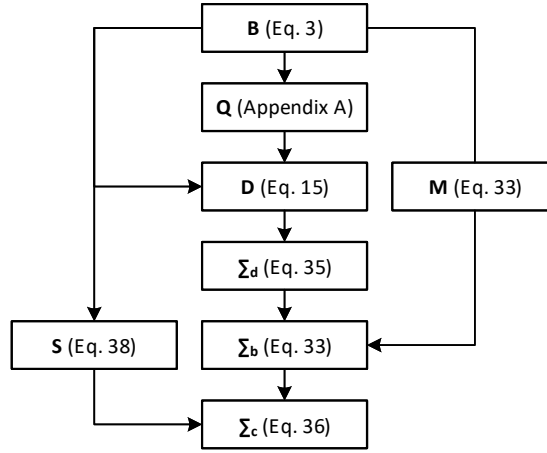 B (Eq. 3)
Q (Appendix A)
D (Eq. 15)
M (Eq. 33)
∑d (Eq. 35)
S (Eq. 38)
∑b (Eq. 33)
∑c (Eq. 36)